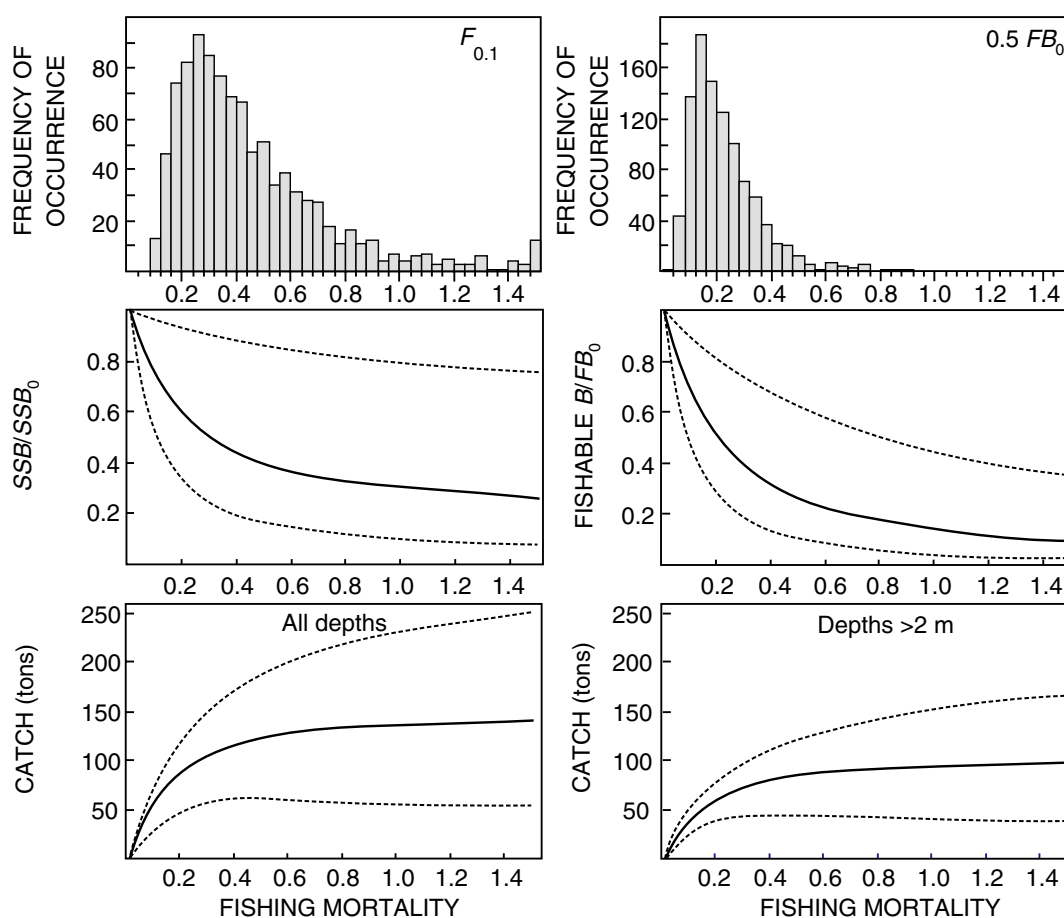 F0.1
FREQUENCY OF
OCCURRENCE
80
60
40
20
0.2 0.4 0.6 0.8 1.0 1.2 1.4
0.5 FB0
FREQUENCY OF
OCCURRENCE
160
120
80
40
0.2 0.4 0.6 0.8 1.0 1.2 1.4
SSB/SSB0
0.8
0.6
0.4
0.2
0.2 0.4 0.6 0.8 1.0 1.2 1.4
FISHABLE B/FB0
0.8
0.6
0.4
0.2
0.2 0.4 0.6 0.8 1.0 1.2 1.4
All depths
CATCH (tons)
250
200
150
100
50
0.2 0.4 0.6 0.8 1.0 1.2 1.4
FISHING MORTALITY
Depths >2 m
CATCH (tons)
250
200
150
100
50
0.2 0.4 0.6 0.8 1.0 1.2 1.4
FISHING MORTALITY